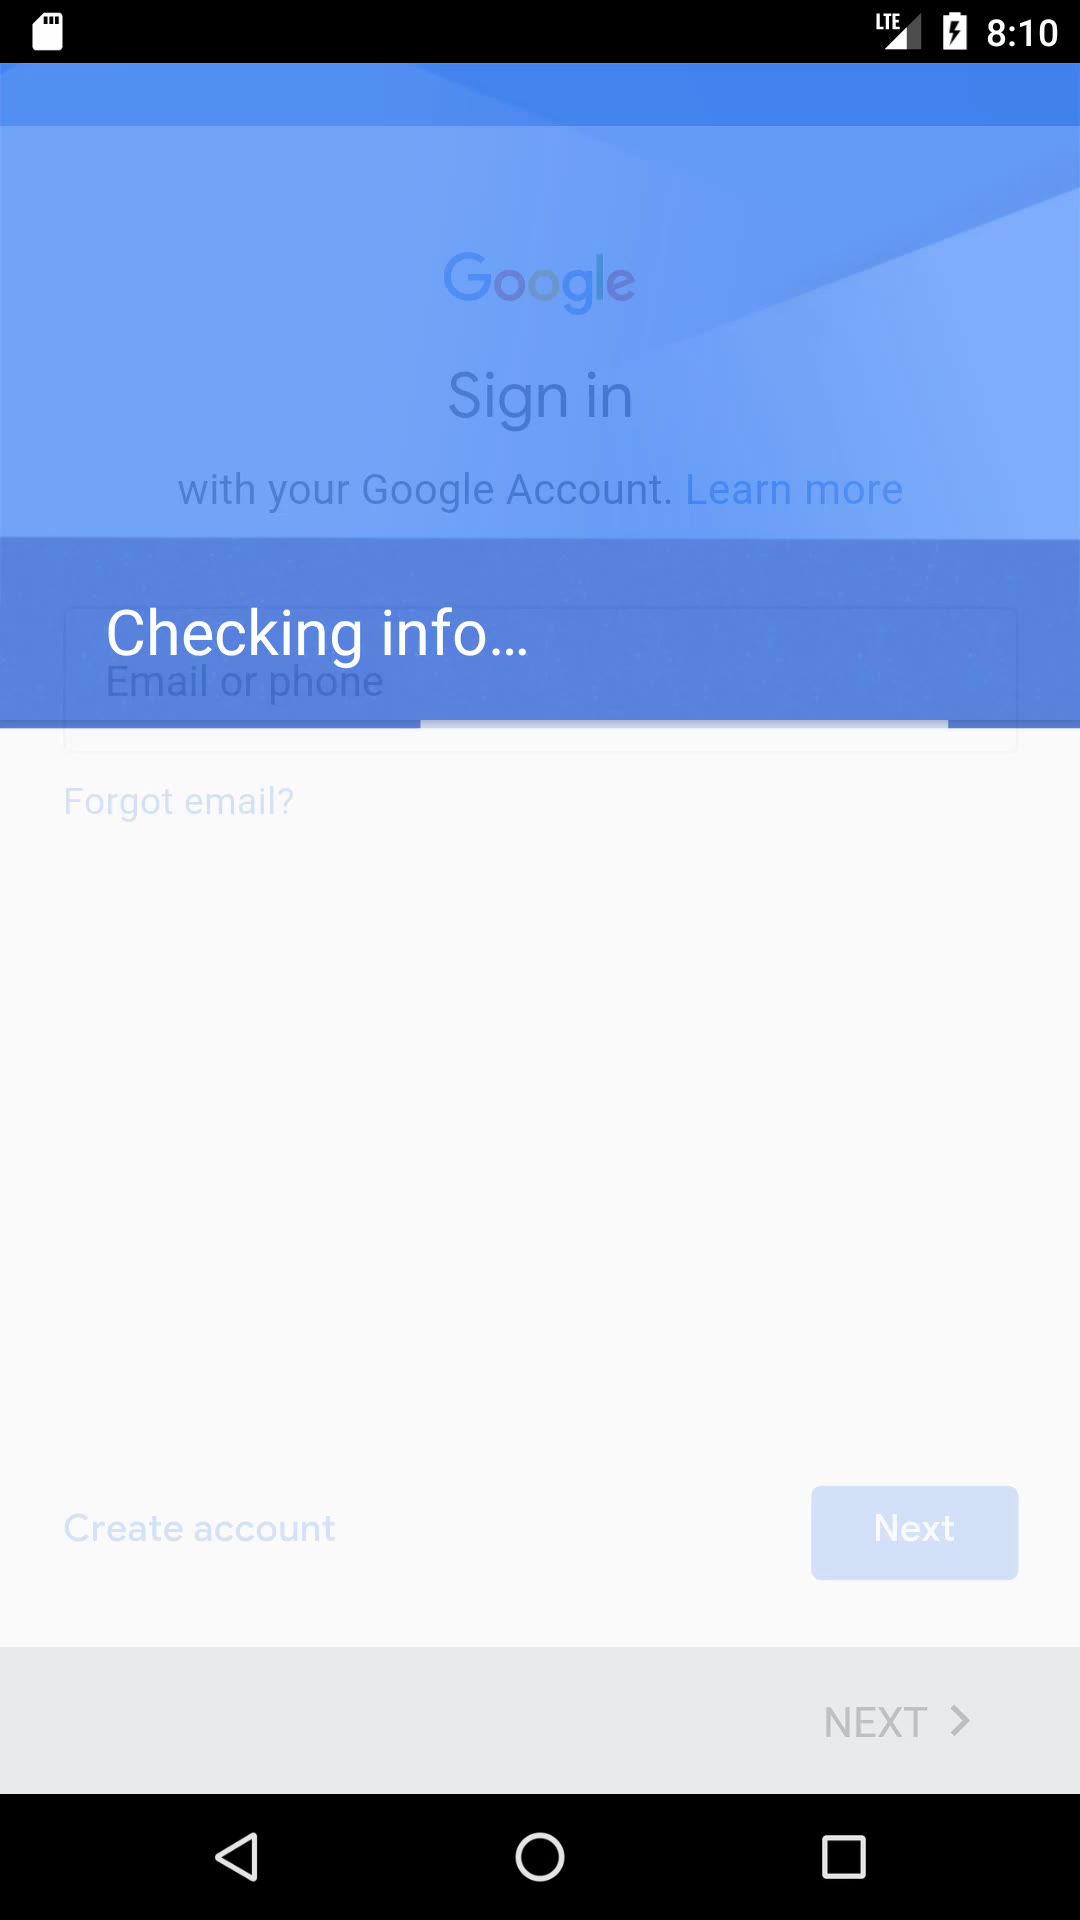 LTE 8:10
Google
Sign in
with your Google Account. Learn more
Checking info...
Email or phone
Forgot email?
Create account
Next
NEXT